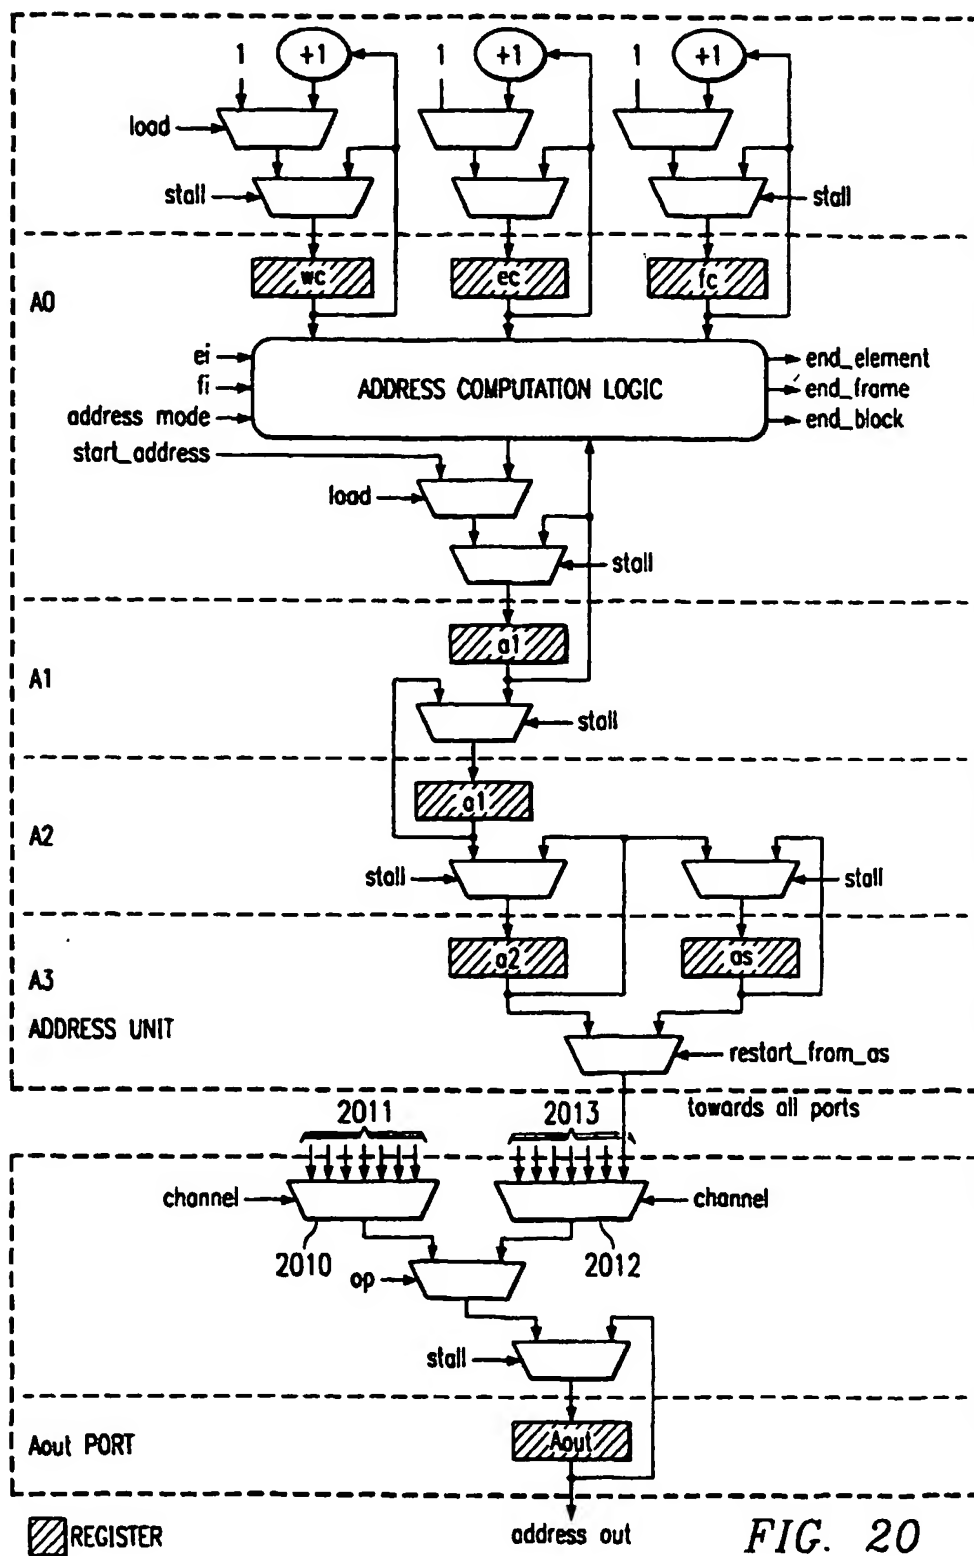 1 +1 1 +1 1 +1
load
stall stall
wc ec fc
A0
ei end_element
fi ADDRESS COMPUTATION LOGIC end_frame
address mode end_block
start_address
load
stall
a1
A1
stall
a1
A2
stall stall
a2 as
A3
ADDRESS UNIT
restart_from_as
towards all ports
2011 2013
channel channel
2010 2012
op
stall
Aout PORT Aout
REGISTER address out FIG. 20